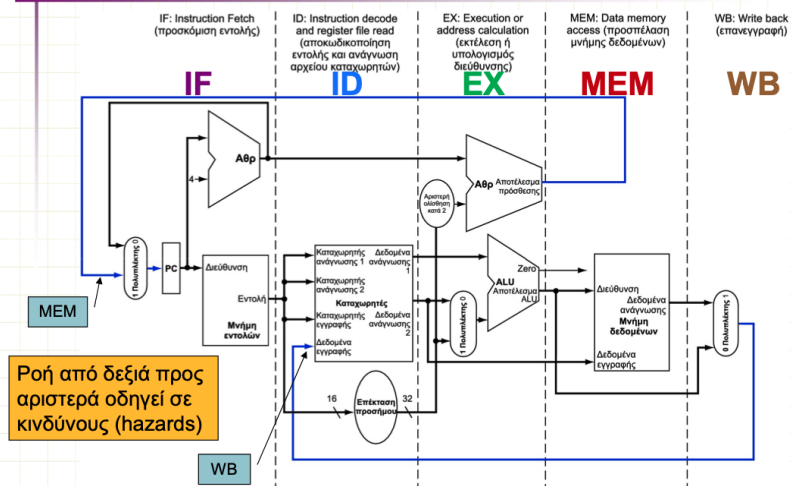 IF: Instruction Fetch
(προσκόμιση εντολής)
ID: Instruction decode
and register file read
(αποκωδικοποίηση
εντολής και ανάγνωση
αρχείου καταχωρητών)
EX: Execution or
address calculation
(εκτέλεση ή
υπολογισμός
διεύθυνσης)
MEM: Data memory
access (προσπέλαση
μνήμης δεδομένων)
WB: Write back
(επανεγγραφή)
IF
ID
EX
MEM
WB
Αθρ
4
Αθρ
Αποτέλεσμα
πρόσθεσης
Αριστερή
ολίσθηση
κατά 2
1 Πολυπλέκτης 0
PC
Διεύθυνση
Εντολή
Μνήμη
εντολών
Καταχωρητής
ανάγνωσης 1
Καταχωρητής
ανάγνωσης 2
Καταχωρητές
Καταχωρητής
εγγραφής
Δεδομένα
εγγραφής
Δεδομένα
ανάγνωσης
1
Δεδομένα
ανάγνωσης
2
1 Πολυπλέκτης 0
Zero
ALU
Αποτέλεσμα
ALU
Διεύθυνση
Δεδομένα
ανάγνωσης
Μνήμη
δεδομένων
Δεδομένα
εγγραφής
0 Πολυπλέκτης 1
MEM
Ροή από δεξιά προς
αριστερά οδηγεί σε
κινδύνους (hazards)
16
Επέκταση
προσήμου
32
WB